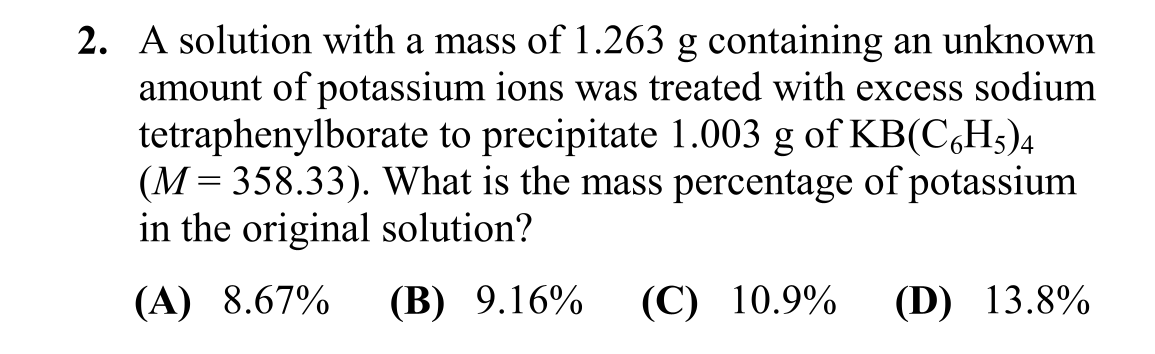 2. A solution with a mass of 1.263 g containing an unknown
amount of potassium ions was treated with excess sodium
tetraphenylborate to precipitate 1.003 g of KB(C₆H₅)₄
(M = 358.33). What is the mass percentage of potassium
in the original solution?
(A) 8.67% (B) 9.16% (C) 10.9% (D) 13.8%